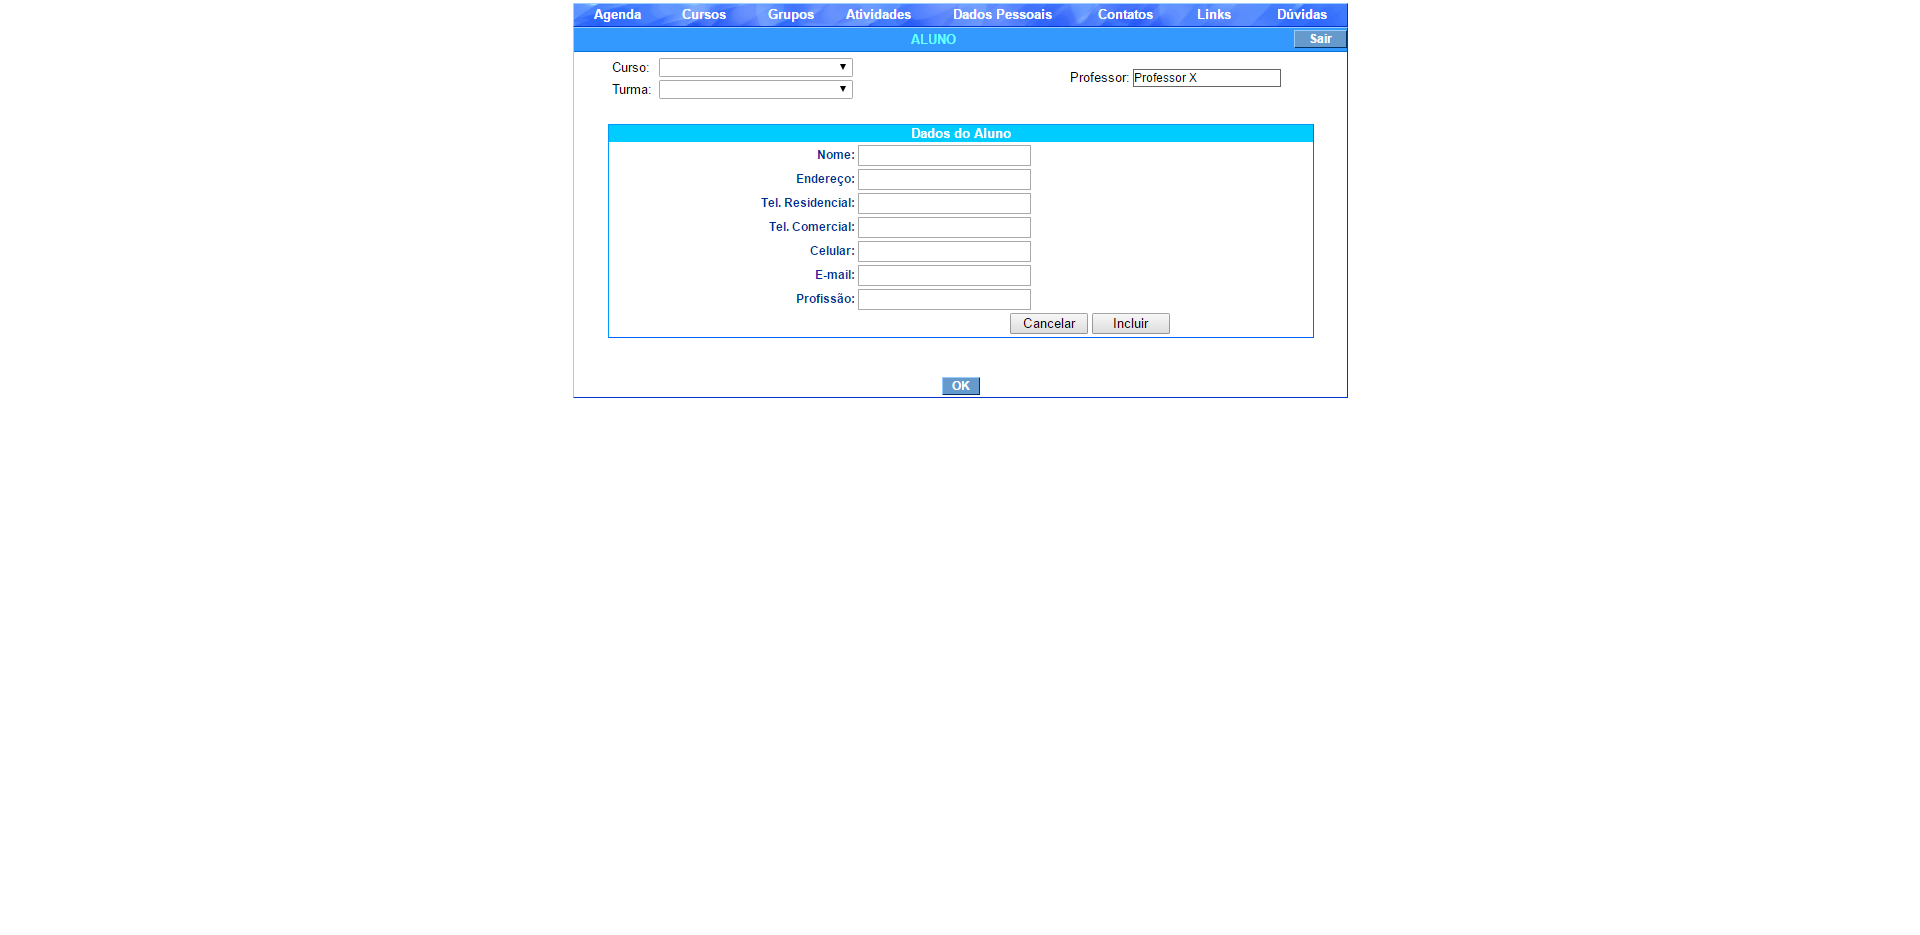 Agenda Cursos Grupos Atividades Dados Pessoais Contatos Links Dúvidas
ALUNO Sair
Curso:
Turma:
Professor: Professor X
Dados do Aluno
Nome:
Endereço:
Tel. Residencial:
Tel. Comercial:
Celular:
E-mail:
Profissão:
Cancelar Incluir
OK